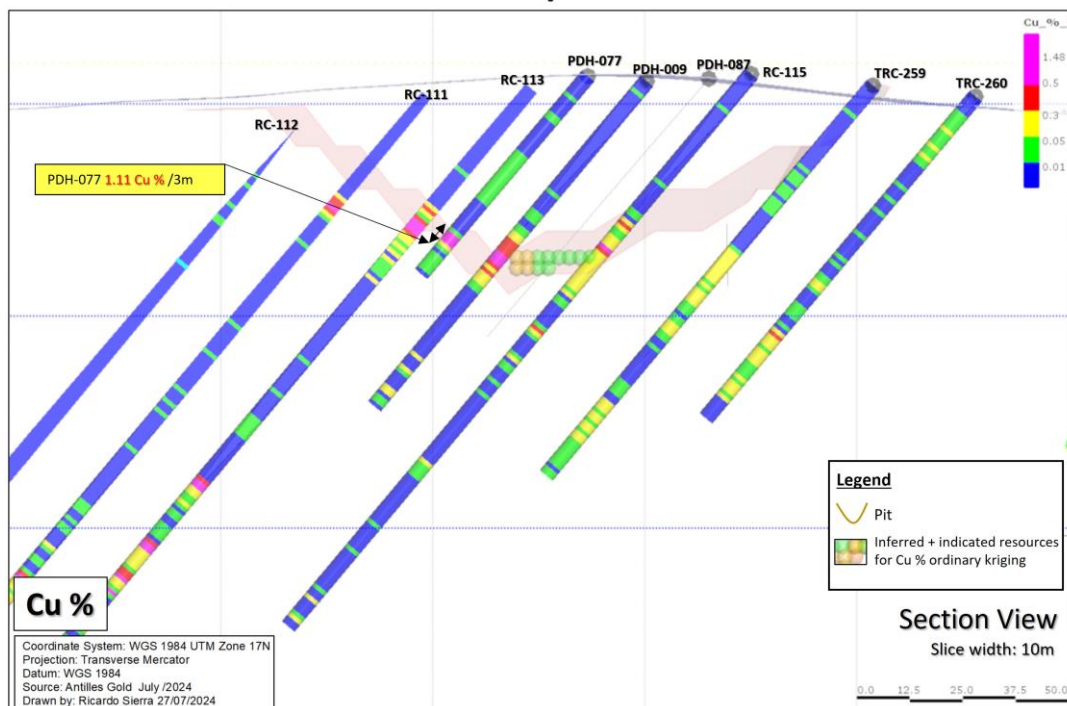 Cu_%_
1.48
0.5
0.3
0.05
0.01
PDH-077
PDH-009
PDH-087
RC-115
TRC-259
TRC-260
RC-113
RC-111
RC-112
PDH-077 1.11 Cu % /3m
Legend
Pit
Inferred + indicated resources
for Cu % ordinary kriging
Cu %
Section View
Slice width: 10m
Coordinate System: WGS 1984 UTM Zone 17N
Projection: Transverse Mercator
Datum: WGS 1984
Source: Antilles Gold July /2024
Drawn by: Ricardo Sierra 27/07/2024
0.0 12.5 25.0 37.5 50.0